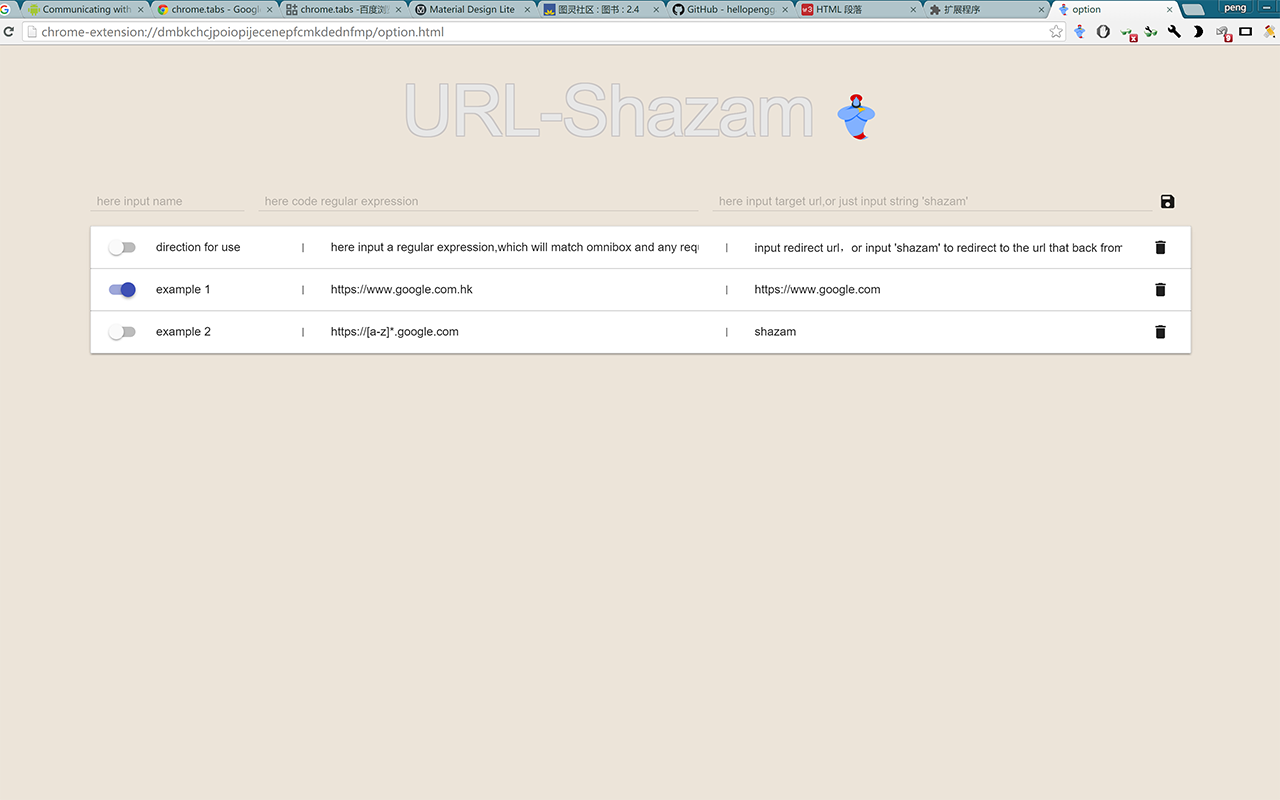 Communicating with
chrome.tabs - Googl
chrome.tabs -百度浏
Material Design Lite
图灵社区 : 图书 : 2.4
GitHub - hellopengg
HTML 段落
扩展程序
option
peng
chrome-extension://dmbkchcjpoiopijecenepfcmkdednfmp/option.html
URL-Shazam
here input name
here code regular expression
here input target url,or just input string 'shazam'
direction for use | here input a regular expression,which will match omnibox and any requ | input redirect url，or input 'shazam' to redirect to the url that back from
example 1 | https://www.google.com.hk | https://www.google.com
example 2 | https://[a-z]*.google.com | shazam